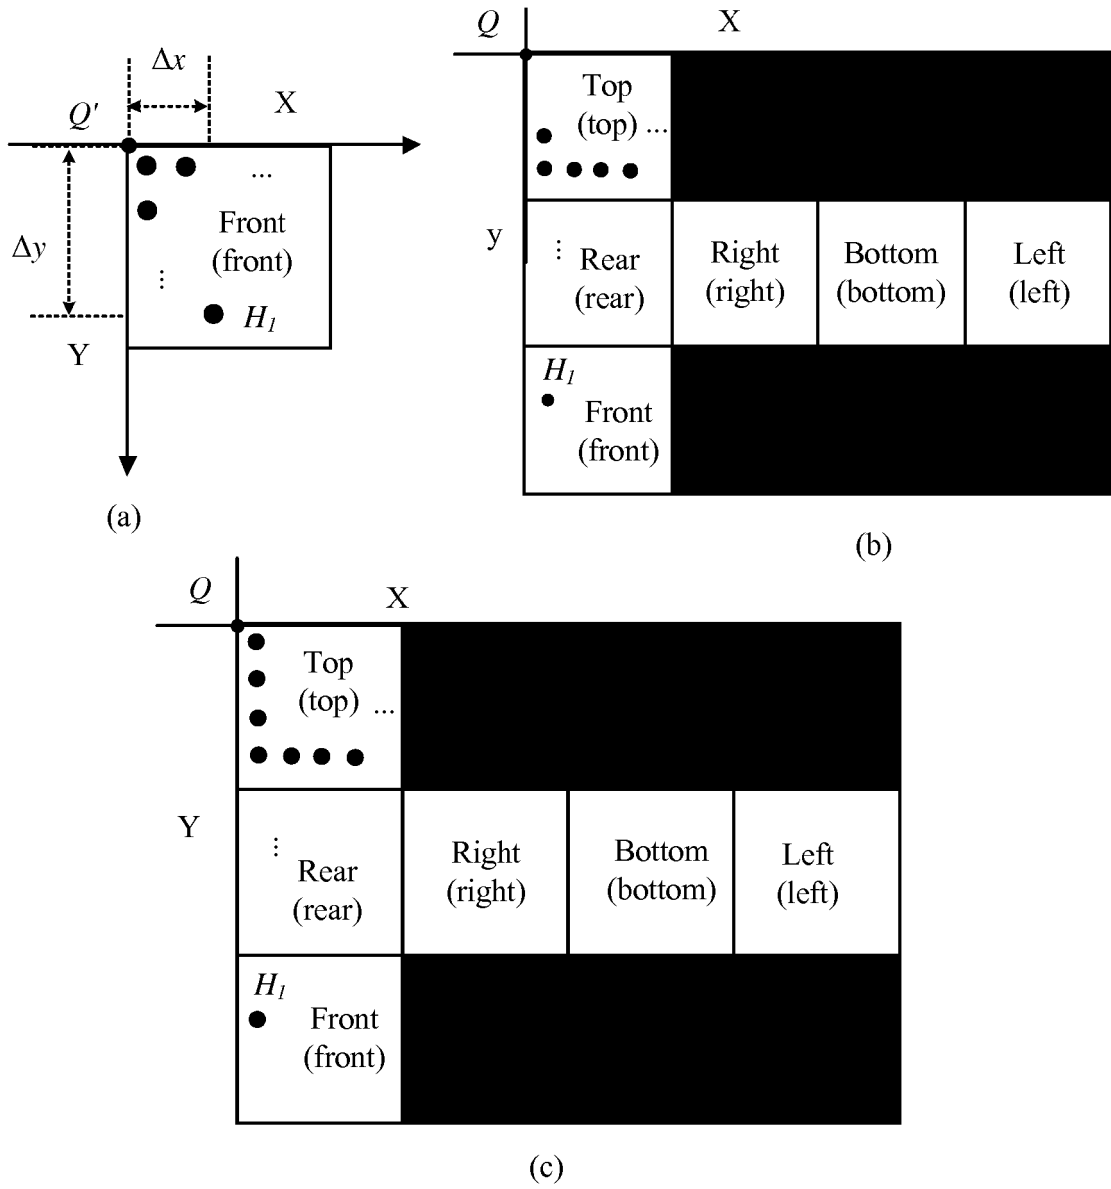 Δx
Q'
X
...
Front
(front)
Δy
⋮
H₁
Y
(a)
Q
X
Top
(top) ...
y
⋮
Rear
(rear)
Right
(right)
Bottom
(bottom)
Left
(left)
H₁
Front
(front)
(b)
Q
X
Top
(top) ...
Y
⋮
Rear
(rear)
Right
(right)
Bottom
(bottom)
Left
(left)
H₁
Front
(front)
(c)